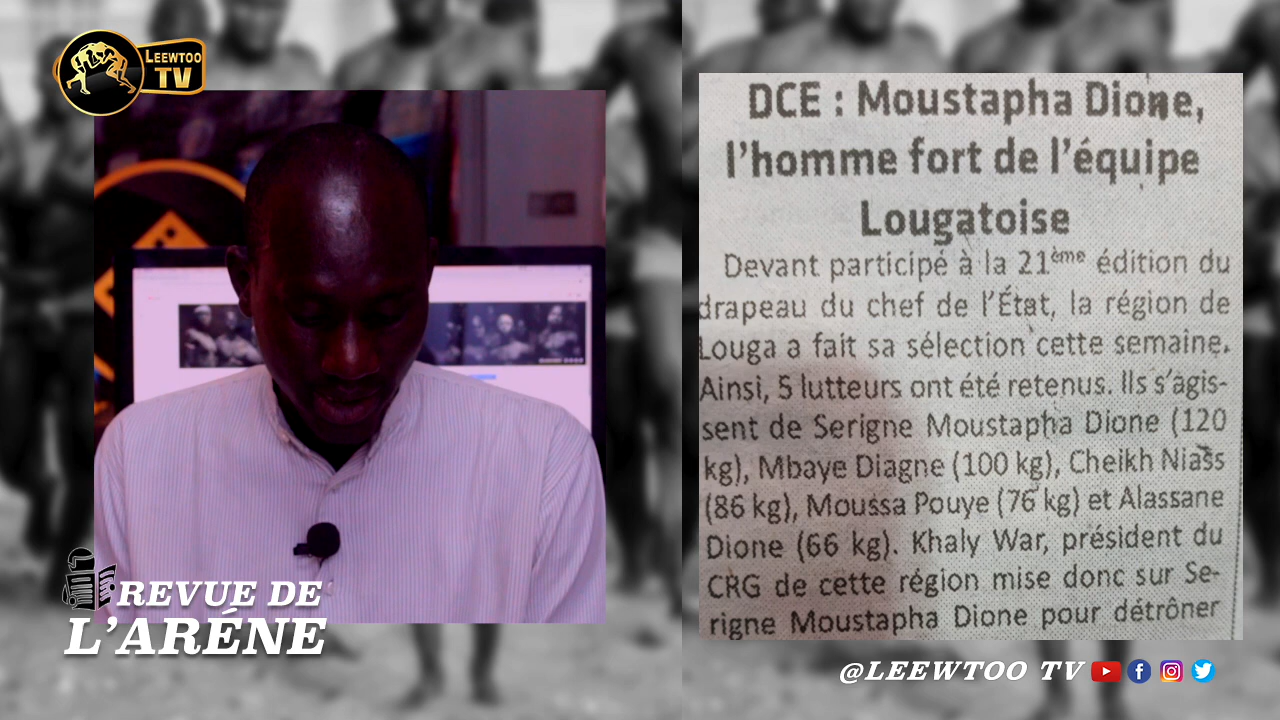 LEEWTOO
TV
DCE : Moustapha Dione,
l'homme fort de l'équipe
Lougatoise
Devant participé à la 21ème édition du
drapeau du chef de l'État, la région de
Louga a fait sa sélection cette semaine.
Ainsi, 5 lutteurs ont été retenus. Ils s'agis-
sent de Serigne Moustapha Dione (120
kg), Mbaye Diagne (100 kg), Cheikh Niass
(86 kg), Moussa Pouye (76 kg) et Alassane
Dione (66 kg). Khaly War, président du
CRG de cette région mise donc sur Se-
rigne Moustapha Dione pour détrôner
REVUE DE
L'ARÉNE
@LEEWTOO TV